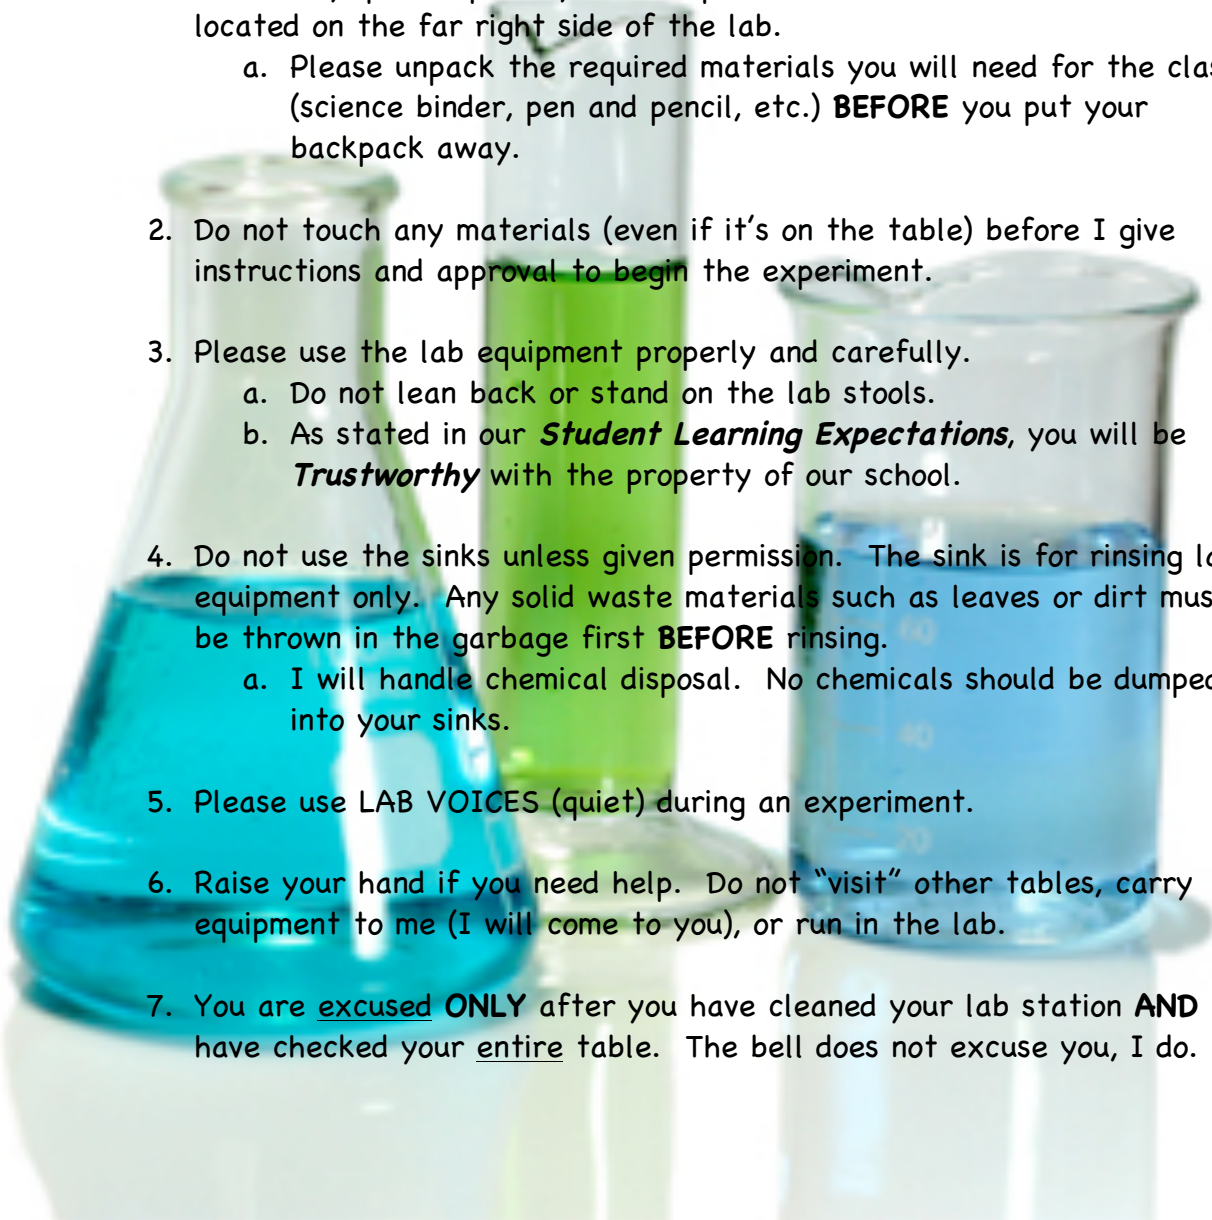 located on the far right side of the lab.
a. Please unpack the required materials you will need for the
(science binder, pen and pencil, etc.) BEFORE you put your
backpack away.
2. Do not touch any materials (even if it's on the table) before I give
instructions and approval to begin the experiment.
3. Please use the lab equipment properly and carefully.
a. Do not lean back or stand on the lab stools.
b. As stated in our Student Learning Expectations, you will be
Trustworthy with the property of our school.
4. Do not use the sinks unless given permission. The sink is for rinsing
equipment only. Any solid waste materials such as leaves or dirt mus
be thrown in the garbage first BEFORE rinsing.
60
a. I will handle chemical disposal. No chemicals should be dumped
into your sinks.
40
5. Please use LAB VOICES (quiet) during an experiment.
20
6. Raise your hand if you need help. Do not "visit" other tables, carry
equipment to me (I will come to you), or run in the lab.
7. You are excused ONLY after you have cleaned your lab station AND
have checked your entire table. The bell does not excuse you, I do.